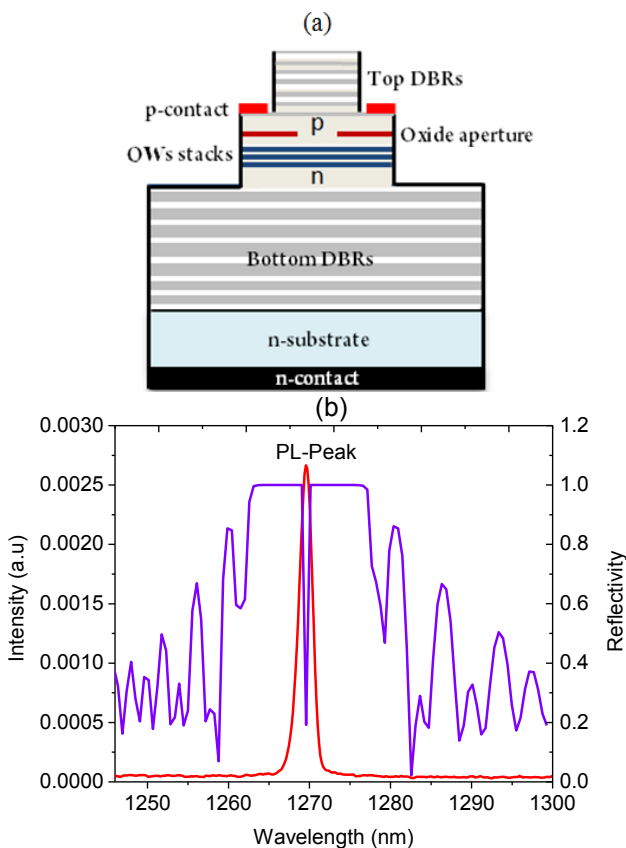 (a)
Top DBRs
p-contact
p
Oxide aperture
QWs stacks
n
Bottom DBRs
n-substrate
n-contact
(b)
0.0030
0.0025
0.0020
0.0015
0.0010
0.0005
0.0000
Intensity (a.u)
PL-Peak
1.2
1.0
0.8
0.6
0.4
0.2
0.0
Reflectivity
1250 1260 1270 1280 1290 1300
Wavelength (nm)